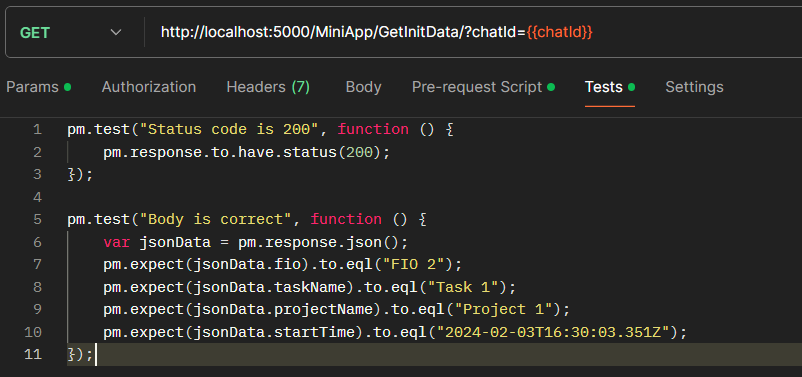 GET http://localhost:5000/MiniApp/GetInitData/?chatId={{chatId}}
Params Authorization Headers (7) Body Pre-request Script Tests Settings
1 pm.test("Status code is 200", function () {
2     pm.response.to.have.status(200);
3 });
4
5 pm.test("Body is correct", function () {
6     var jsonData = pm.response.json();
7     pm.expect(jsonData.fio).to.eql("FIO 2");
8     pm.expect(jsonData.taskName).to.eql("Task 1");
9     pm.expect(jsonData.projectName).to.eql("Project 1");
10     pm.expect(jsonData.startTime).to.eql("2024-02-03T16:30:03.351Z");
11 });